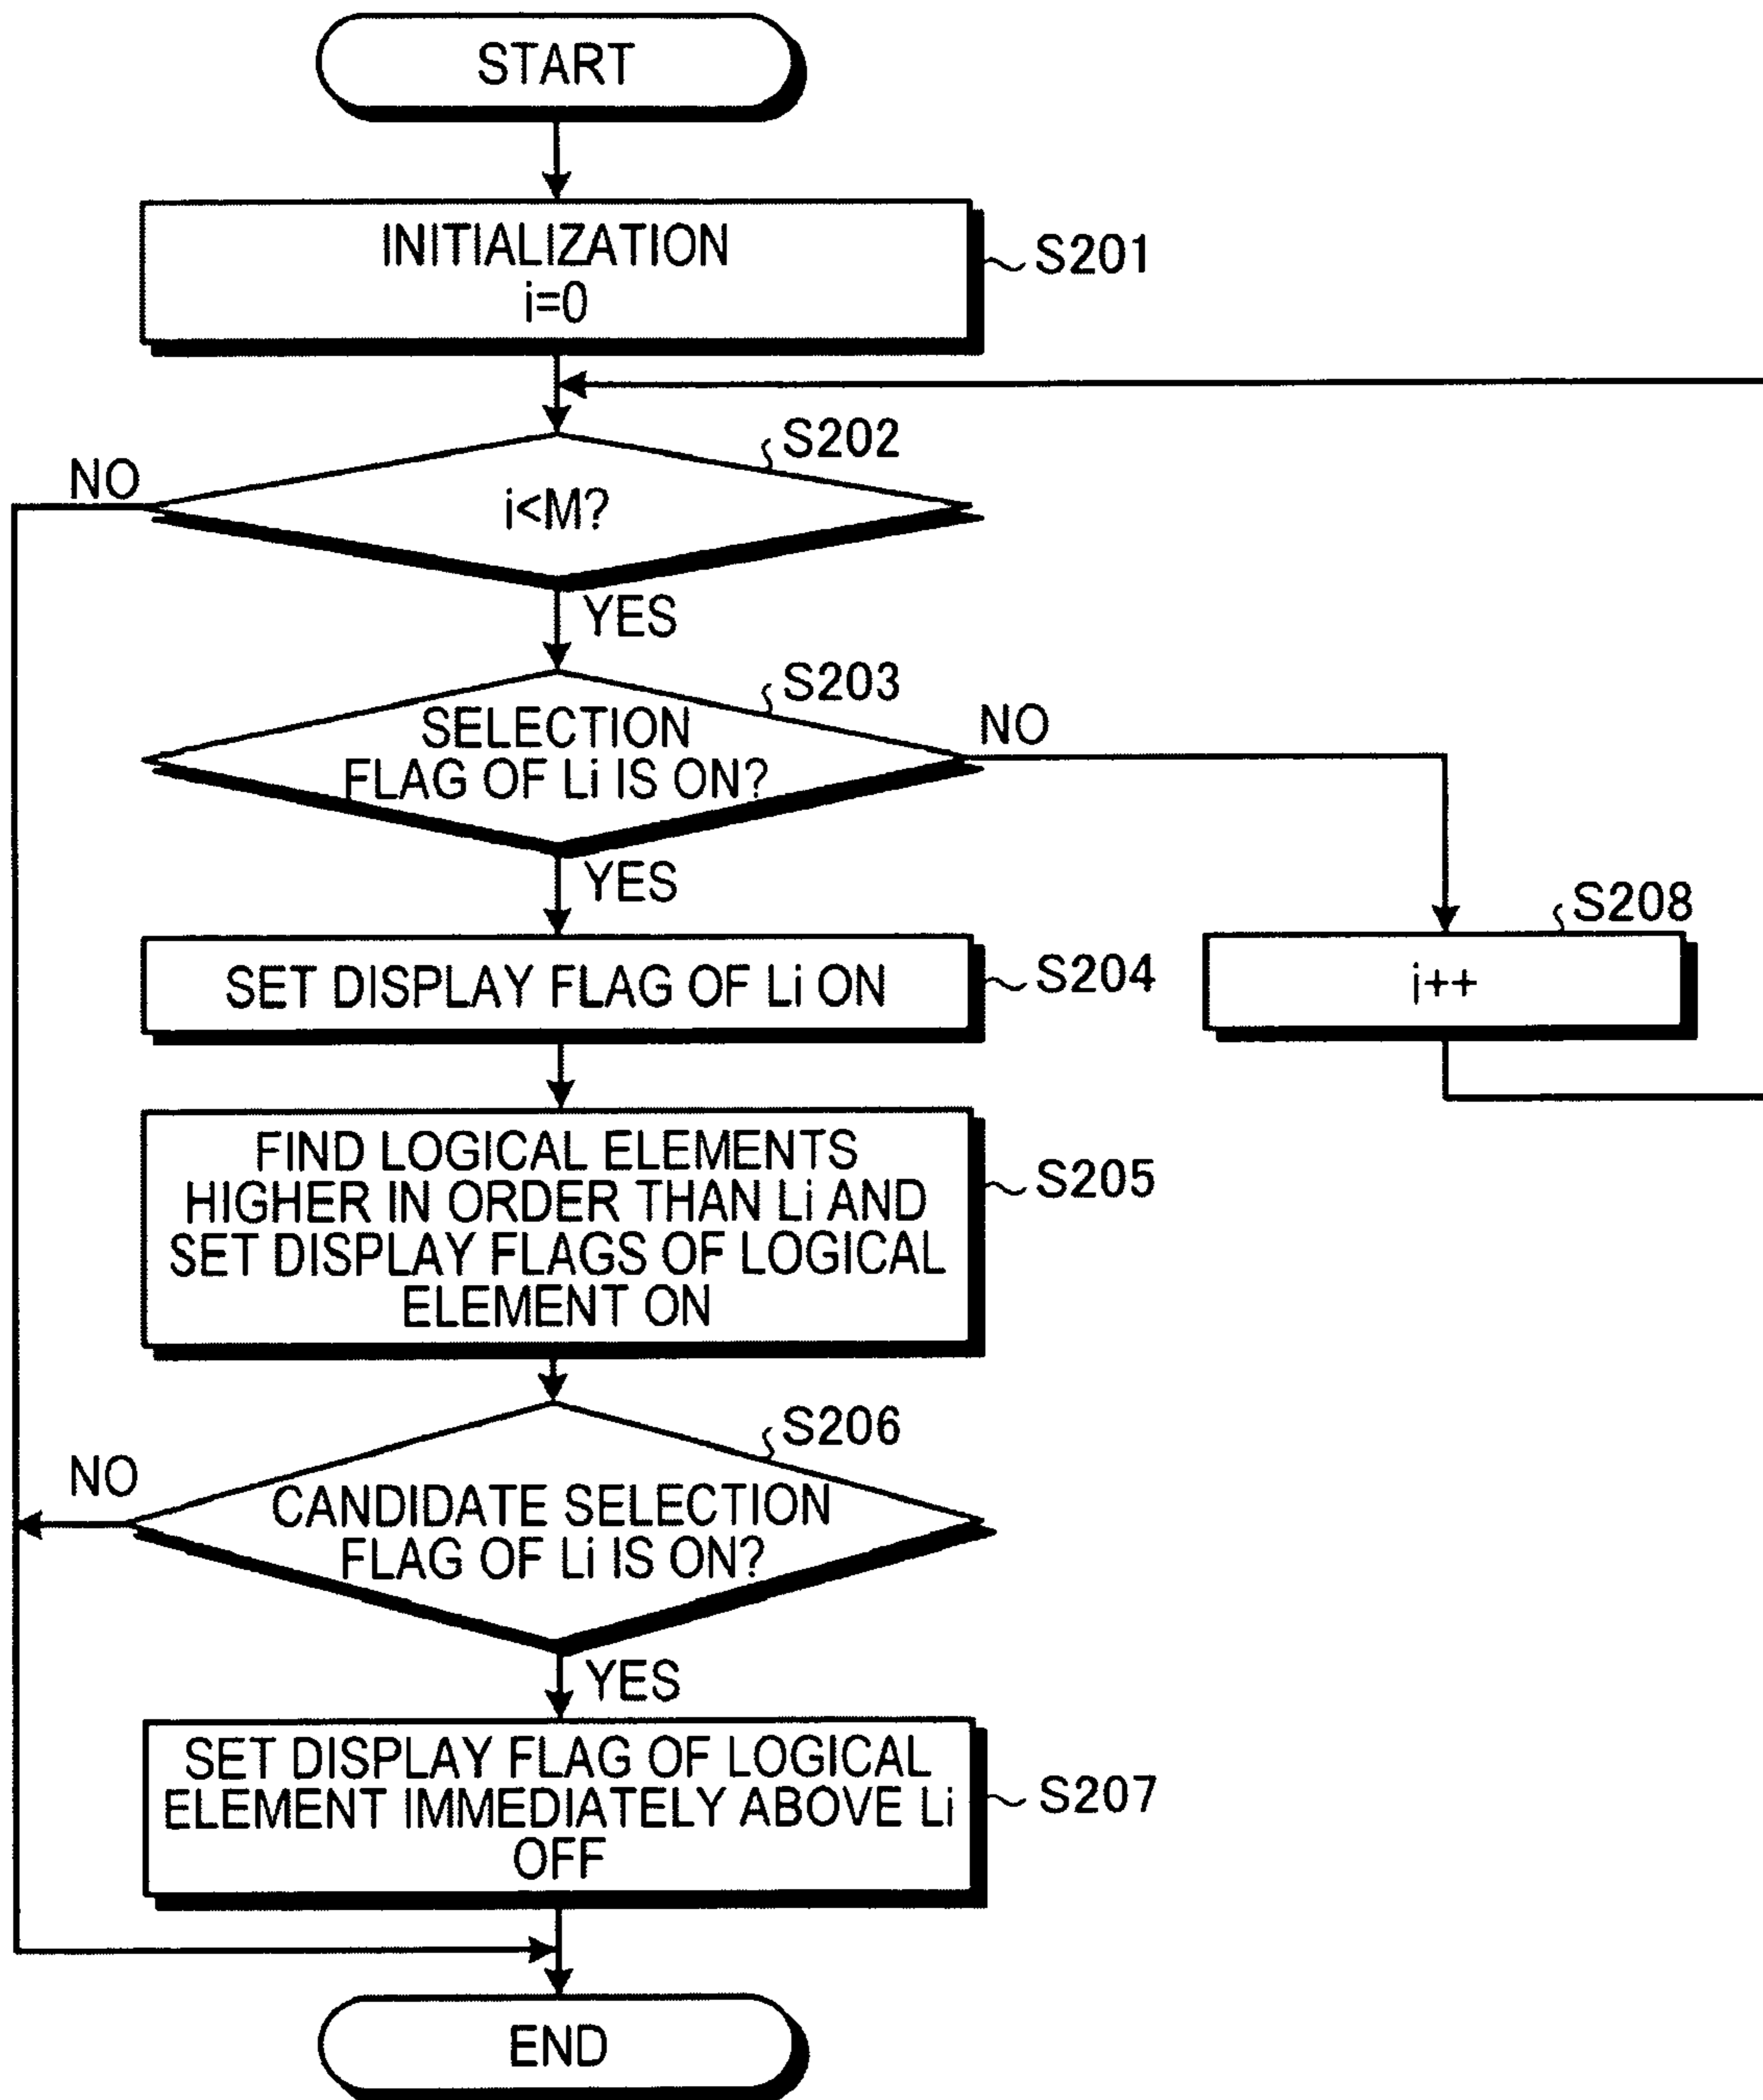 START
INITIALIZATION
i=0
S201
S202
NO
i<M?
YES
S203
SELECTION
FLAG OF Li IS ON?
NO
YES
S208
SET DISPLAY FLAG OF Li ON
S204
i++
FIND LOGICAL ELEMENTS
HIGHER IN ORDER THAN Li AND
SET DISPLAY FLAGS OF LOGICAL
ELEMENT ON
S205
S206
NO
CANDIDATE SELECTION
FLAG OF Li IS ON?
YES
SET DISPLAY FLAG OF LOGICAL
ELEMENT IMMEDIATELY ABOVE Li
OFF
S207
END